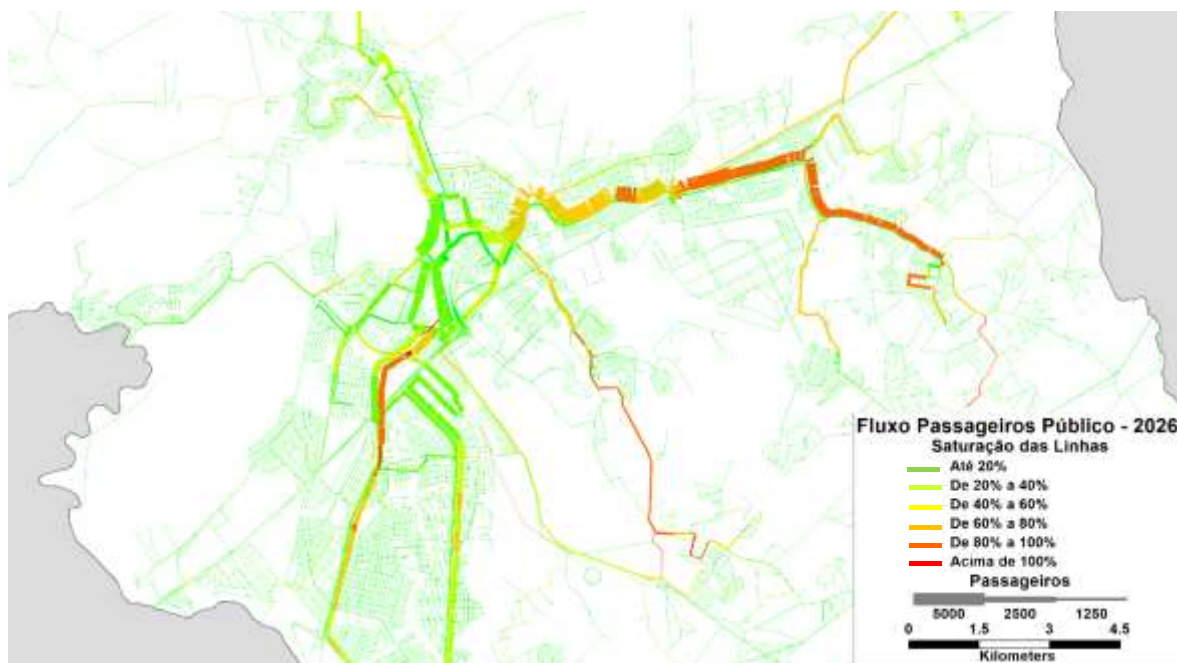 Fluxo Passageiros Público - 2026
Saturação das Linhas
Até 20%
De 20% a 40%
De 40% a 60%
De 60% a 80%
De 80% a 100%
Acima de 100%
Passageiros
5000 2500 1250
0 1.5 3 4.5
Kilometers